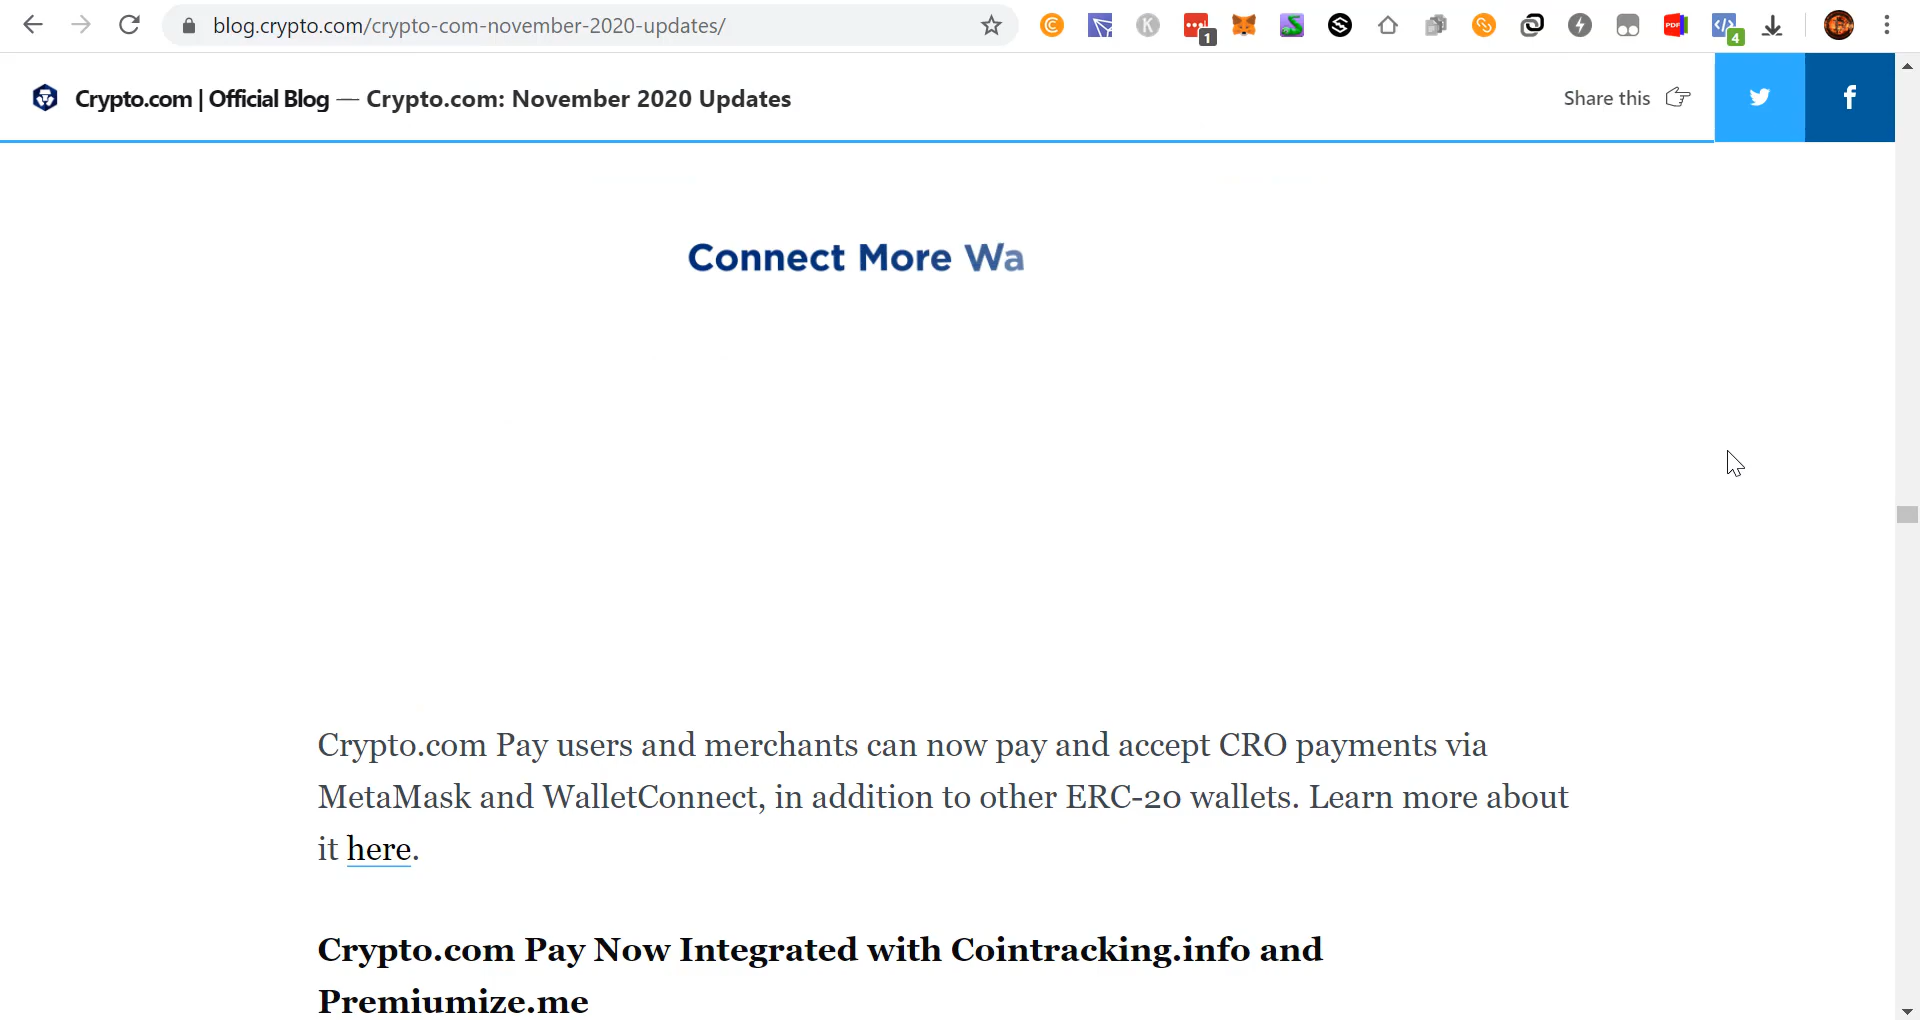 blog.crypto.com/crypto-com-november-2020-updates/
1
PDF
4
Crypto.com | Official Blog — Crypto.com: November 2020 Updates
Share this
Connect More Wa
Crypto.com Pay users and merchants can now pay and accept CRO payments via
MetaMask and WalletConnect, in addition to other ERC-20 wallets. Learn more about
it here.
Crypto.com Pay Now Integrated with Cointracking.info and
Premiumize.me